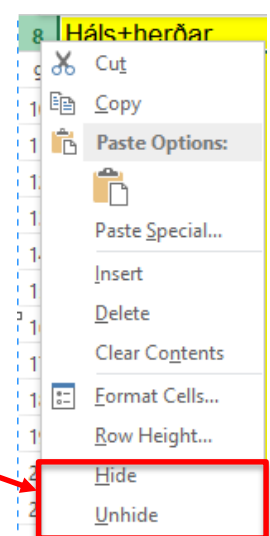 8 Háls+herðar
Cut
Copy
Paste Options:
Paste Special...
Insert
Delete
Clear Contents
Format Cells...
Row Height...
Hide
Unhide